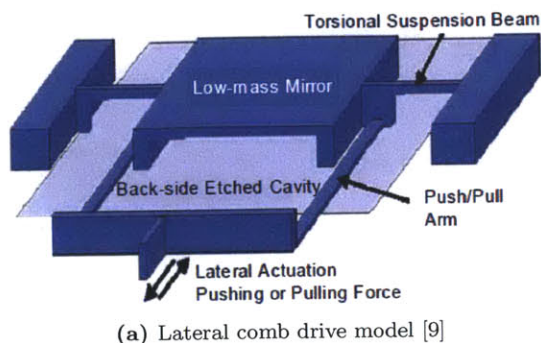 Torsional Suspension Beam
Low-mass Mirror
Back-side Etched Cavity
Push/Pull
Arm
Lateral Actuation
Pushing or Pulling Force
(a) Lateral comb drive model [9]